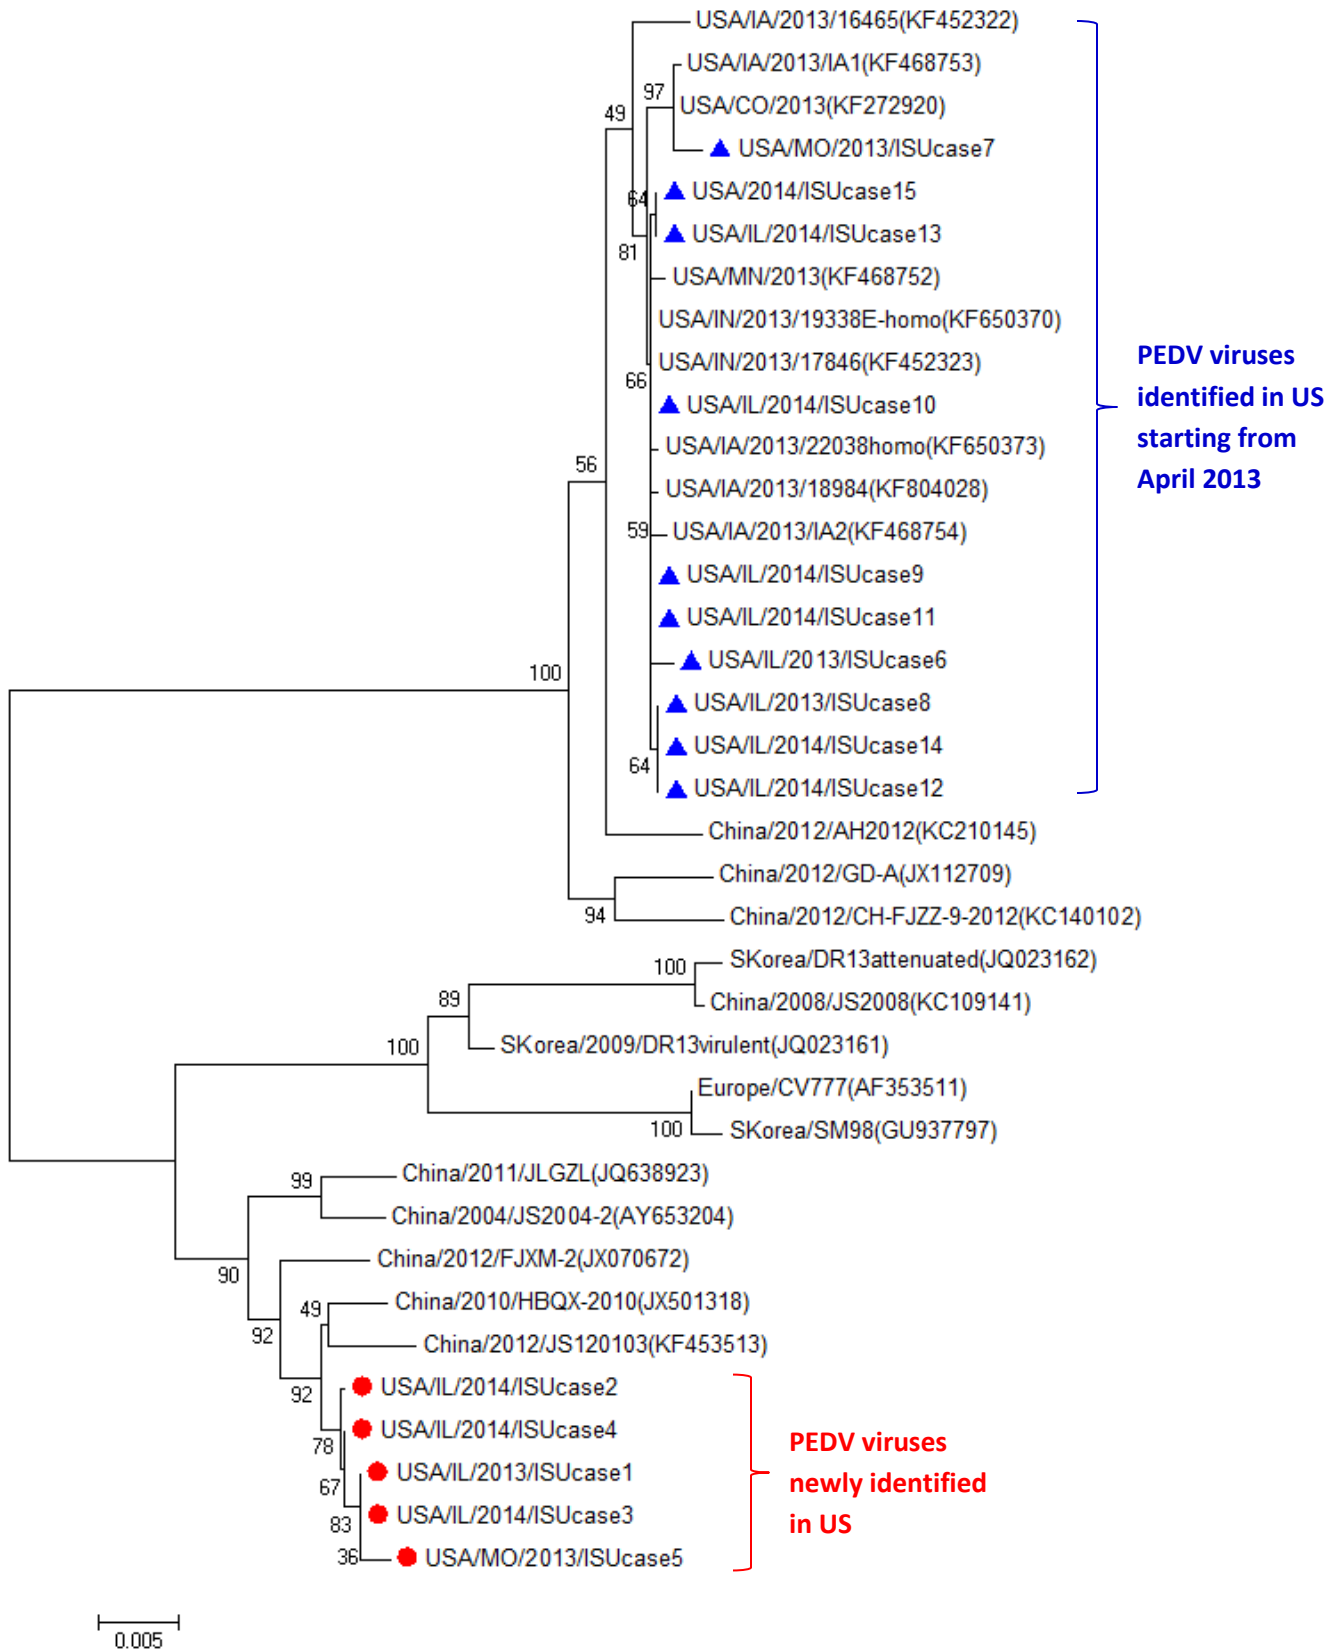 USA/IA/2013/16465(KF452322)
USA/IA/2013/IA1(KF468753)
97
USA/CO/2013(KF272920)
49
USA/MO/2013/ISUcase7
64
USA/2014/ISUcase15
USA/IL/2014/ISUcase13
81
USA/MN/2013(KF468752)
USA/IN/2013/19338E-homo(KF650370)
USA/IN/2013/17846(KF452323)
66
USA/IL/2014/ISUcase10
USA/IA/2013/22038homo(KF650373)
56
USA/IA/2013/18984(KF804028)
59
USA/IA/2013/IA2(KF468754)
USA/IL/2014/ISUcase9
USA/IL/2014/ISUcase11
USA/IL/2013/ISUcase6
100
USA/IL/2013/ISUcase8
USA/IL/2014/ISUcase14
64
USA/IL/2014/ISUcase12
PEDV viruses
identified in US
starting from
April 2013
China/2012/AH2012(KC210145)
China/2012/GD-A(JX112709)
94
China/2012/CH-FJZZ-9-2012(KC140102)
100
SKorea/DR13attenuated(JQ023162)
89
China/2008/JS2008(KC109141)
100
SKorea/2009/DR13virulent(JQ023161)
Europe/CV777(AF353511)
100
SKorea/SM98(GU937797)
99
China/2011/JLGZL(JQ638923)
China/2004/JS2004-2(AY653204)
90
China/2012/FJXM-2(JX070672)
49
China/2010/HBQX-2010(JX501318)
92
China/2012/JS120103(KF453513)
92
USA/IL/2014/ISUcase2
USA/IL/2014/ISUcase4
78
USA/IL/2013/ISUcase1
67
USA/IL/2014/ISUcase3
83
36
USA/MO/2013/ISUcase5
PEDV viruses
newly identified
in US
0.005